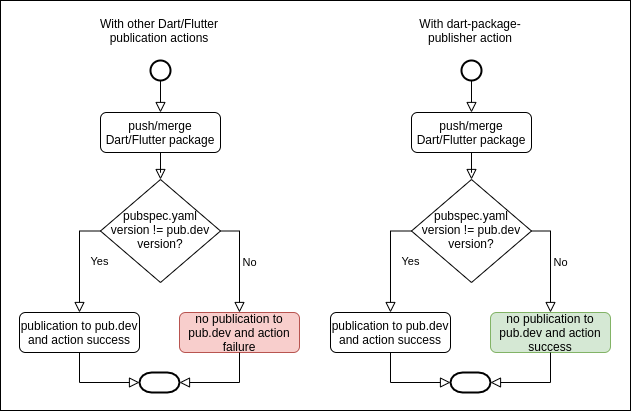 With other Dart/Flutter
publication actions
push/merge
Dart/Flutter package
pubspec.yaml
version != pub.dev
version?
Yes
No
publication to pub.dev
and action success
no publication to
pub.dev and action
failure
With dart-package-
publisher action
push/merge
Dart/Flutter package
pubspec.yaml
version != pub.dev
version?
Yes
No
publication to pub.dev
and action success
no publication to
pub.dev and action
success